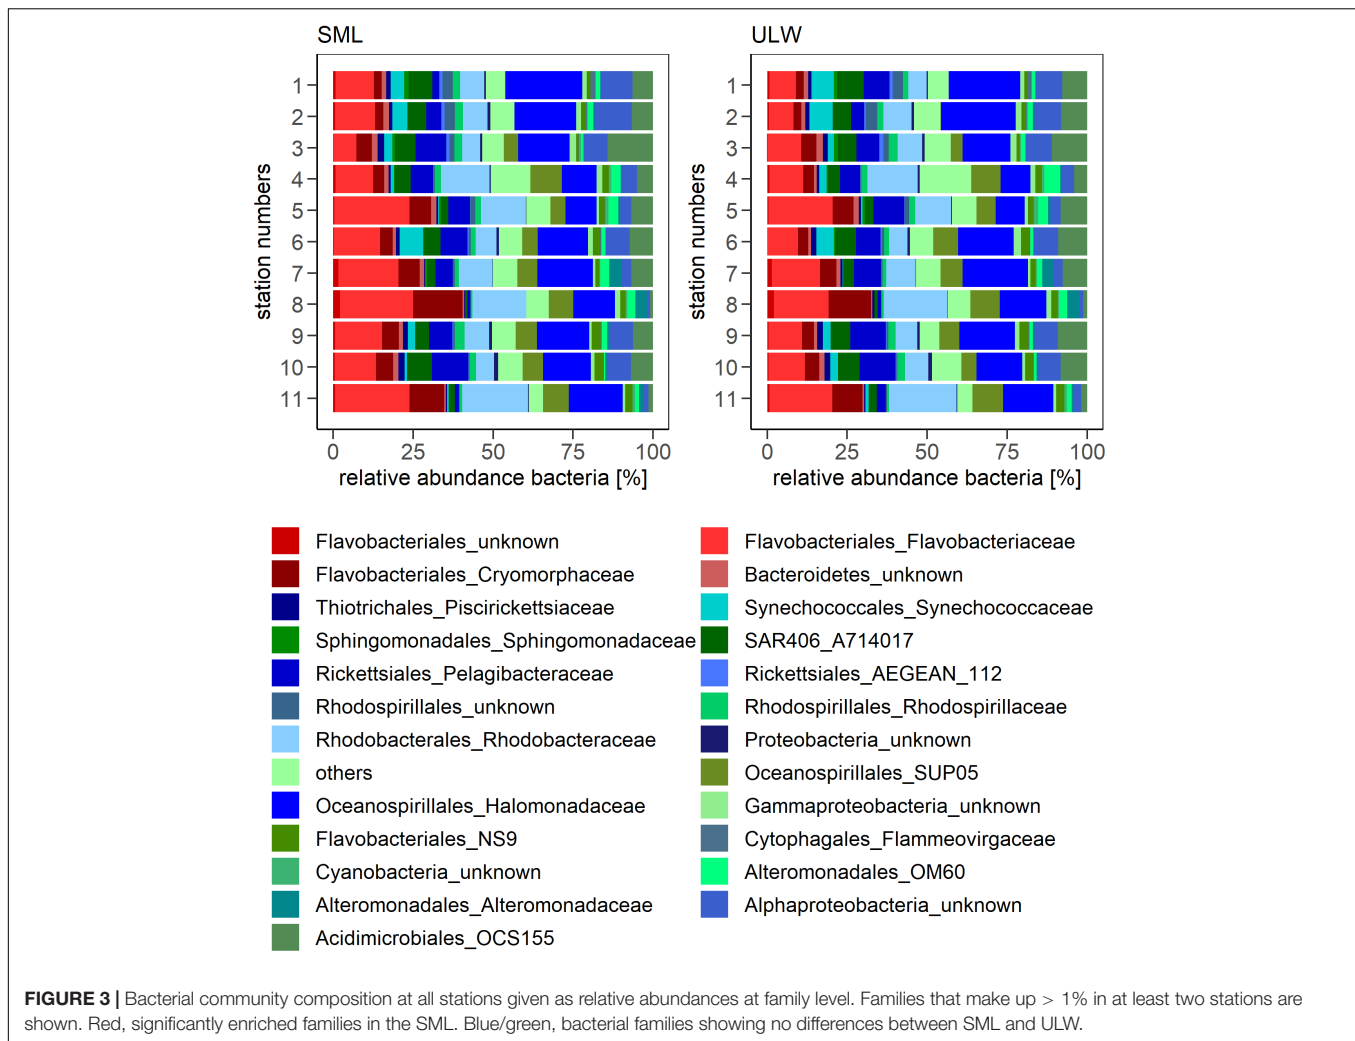 SML
ULW
station numbers
1
2
3
4
5
6
7
8
9
10
11
0 25 50 75 100
relative abundance bacteria [%]
station numbers
1
2
3
4
5
6
7
8
9
10
11
0 25 50 75 100
relative abundance bacteria [%]
Flavobacteriales_unknown
Flavobacteriales_Flavobacteriaceae
Flavobacteriales_Cryomorphaceae
Bacteroidetes_unknown
Thiotrichales_Piscirickettsiaceae
Synechococcales_Synechococcaceae
Sphingomonadales_Sphingomonadaceae
SAR406_A714017
Rickettsiales_Pelagibacteraceae
Rickettsiales_AEGEAN_112
Rhodospirillales_unknown
Rhodospirillales_Rhodospirillaceae
Rhodobacterales_Rhodobacteraceae
Proteobacteria_unknown
others
Oceanospirillales_SUP05
Oceanospirillales_Halomonadaceae
Gammaproteobacteria_unknown
Flavobacteriales_NS9
Cytophagales_Flammeovirgaceae
Cyanobacteria_unknown
Alteromonadales_OM60
Alteromonadales_Alteromonadaceae
Alphaproteobacteria_unknown
Acidimicrobiales_OCS155
FIGURE 3 | Bacterial community composition at all stations given as relative abundances at family level. Families that make up > 1% in at least two stations are
shown. Red, significantly enriched families in the SML. Blue/green, bacterial families showing no differences between SML and ULW.